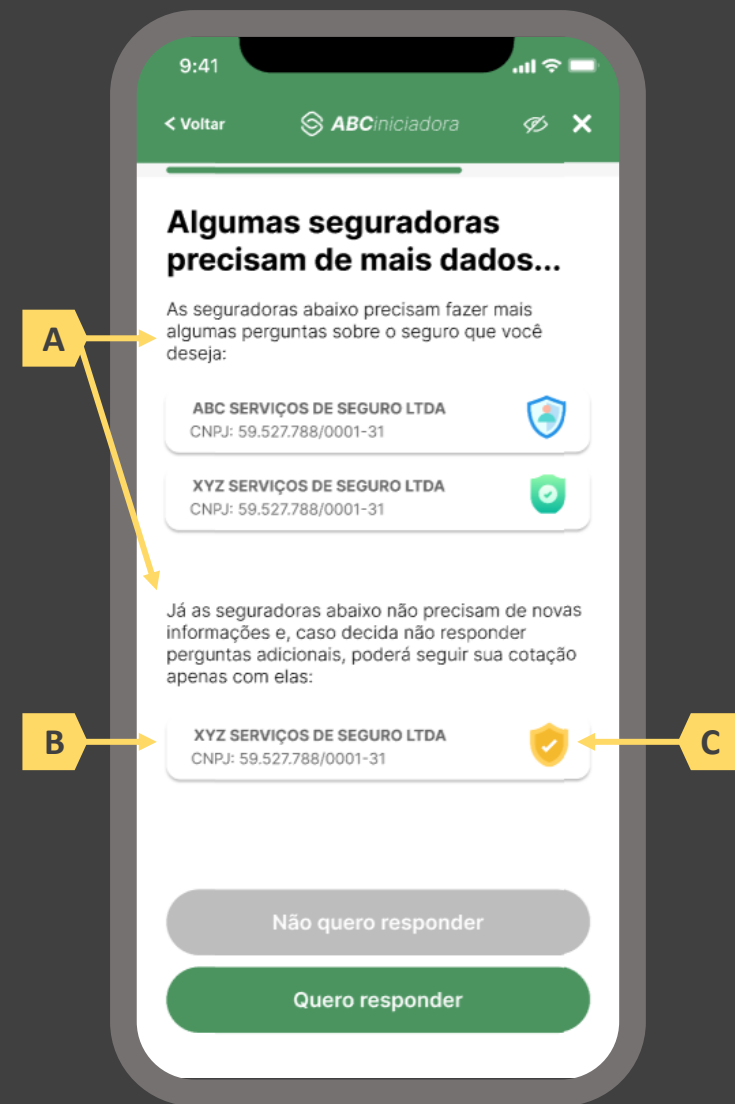 9:41
< Voltar
ABCiniciadora
Algumas seguradoras
precisam de mais dados...
As seguradoras abaixo precisam fazer mais
algumas perguntas sobre o seguro que você
deseja:
A
ABC SERVIÇOS DE SEGURO LTDA
CNPJ: 59.527.788/0001-31
XYZ SERVIÇOS DE SEGURO LTDA
CNPJ: 59.527.788/0001-31
Já as seguradoras abaixo não precisam de novas
informações e, caso decida não responder
perguntas adicionais, poderá seguir sua cotação
apenas com elas:
B
XYZ SERVIÇOS DE SEGURO LTDA
CNPJ: 59.527.788/0001-31
C
Não quero responder
Quero responder